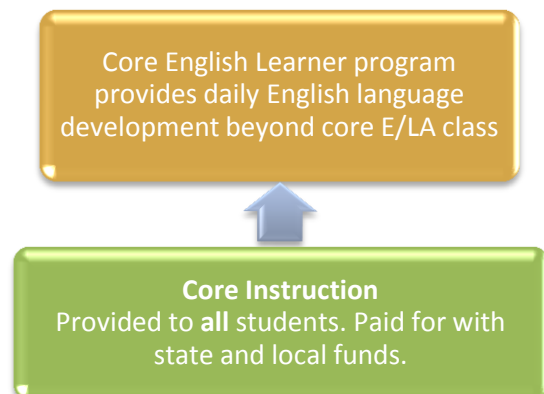 Core English Learner program
provides daily English language
development beyond core E/LA class
Core Instruction
Provided to all students. Paid for with
state and local funds.